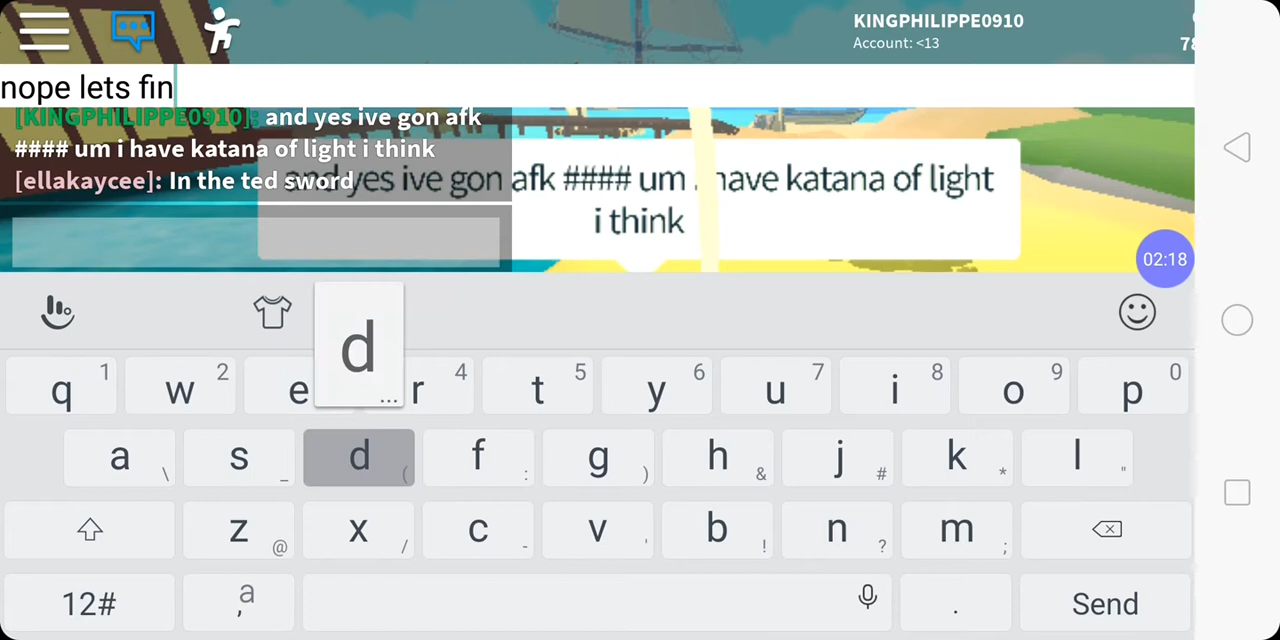 KINGPHILIPPE0910
Account: <13
78
nope lets fin
[KINGPHILIPPE0910]: and yes ive gon afk
#### um i have katana of light i think
[ellakaycee]: In the ted sword
yes ive gon afk #### um have katana of light
i think
02:18
d
...
q 1 w 2 e r 4 t 5 y 6 u 7 i 8 o 9 p 0
a \ s _ d ( f : g ) h & j # k * l "
z @ x / c - v ' b ! n ? m ;
12# , a . Send